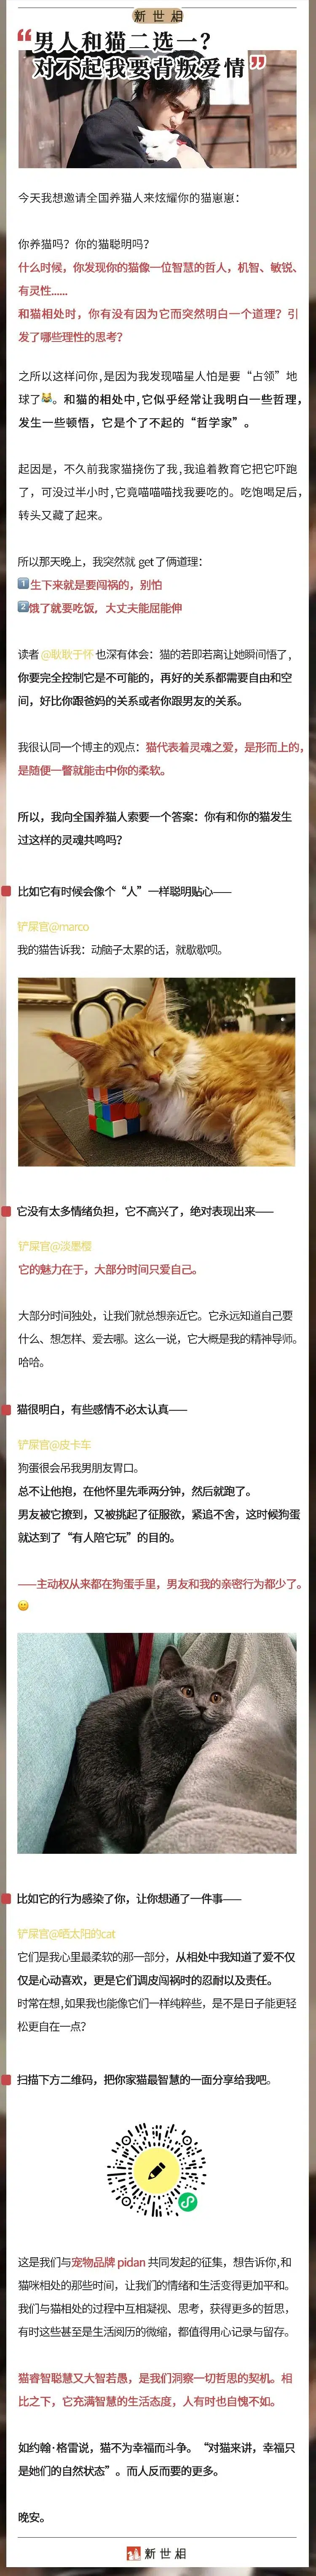 新世相
“男人和猫二选一？
对不起我要背叛爱情”
今天我想邀请全国养猫人来炫耀你的猫崽崽：
你养猫吗？你的猫聪明吗？
什么时候，你发现你的猫像一位智慧的哲人，机智、敏锐、
有灵性......
和猫相处时，你有没有因为它而突然明白一个道理？引
发了哪些理性的思考？
之所以这样问你,是因为我发现喵星人怕是要“占领”地
球了😹。和猫的相处中,它似乎经常让我明白一些哲理，
发生一些顿悟，它是个了不起的“哲学家”。
起因是，不久前我家猫挠伤了我,我追着教育它把它吓跑
了，可没过半小时,它竟喵喵喵找我要吃的。吃饱喝足后，
转头又藏了起来。
所以那天晚上，我突然就 get了俩道理：
1️⃣生下来就是要闯祸的，别怕
2️⃣饿了就要吃饭，大丈夫能屈能伸
读者 @耿耿于怀 也深有体会：猫的若即若离让她瞬间悟了,
你要完全控制它是不可能的，再好的关系都需要自由和空
间，好比你跟爸妈的关系或者你跟男友的关系。
我很认同一个博主的观点：猫代表着灵魂之爱，是形而上的，
是随便一瞥就能击中你的柔软。
所以，我向全国养猫人索要一个答案：你有和你的猫发生
过这样的灵魂共鸣吗？
比如它有时候会像个“人”一样聪明贴心——
铲屎官@marco
我的猫告诉我：动脑子太累的话，就歇歇呗。
它没有太多情绪负担，它不高兴了，绝对表现出来——
铲屎官@淡墨樱
它的魅力在于，大部分时间只爱自己。
大部分时间独处，让我们就总想亲近它。它永远知道自己要
什么、想怎样、爱去哪。这么一说，它大概是我的精神导师。
哈哈。
猫很明白，有些感情不必太认真——
铲屎官@皮卡车
狗蛋很会吊我男朋友胃口。
总不让他抱，在他怀里先乖两分钟，然后就跑了。
男友被它撩到，又被挑起了征服欲，紧追不舍，这时候狗蛋
就达到了“有人陪它玩”的目的。
——主动权从来都在狗蛋手里，男友和我的亲密行为都少了。
😐
比如它的行为感染了你，让你想通了一件事——
铲屎官@晒太阳的cat
它们是我心里最柔软的那一部分，从相处中我知道了爱不仅
仅是心动喜欢，更是它们调皮闯祸时的忍耐以及责任。
时常在想,如果我也能像它们一样纯粹些，是不是日子能更轻
松更自在一点？
扫描下方二维码，把你家猫最智慧的一面分享给我吧。
这是我们与宠物品牌 pidan 共同发起的征集，想告诉你,和
猫咪相处的那些时间，让我们的情绪和生活变得更加平和。
我们与猫相处的过程中互相凝视、思考，获得更多的哲思，
有时这些甚至是生活阅历的微缩，都值得用心记录与留存。
猫睿智聪慧又大智若愚，是我们洞察一切哲思的契机。相
比之下，它充满智慧的生活态度，人有时也自愧不如。
如约翰·格雷说，猫不为幸福而斗争。“对猫来讲，幸福只
是她们的自然状态”。而人反而要的更多。
晚安。
新世相